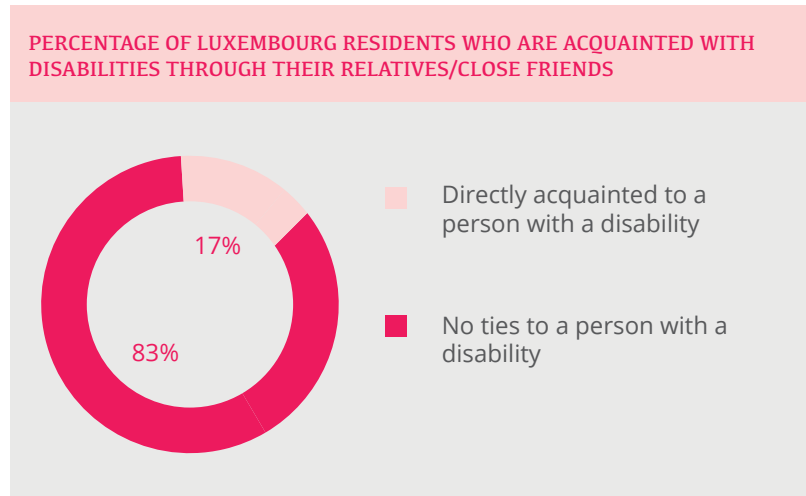 PERCENTAGE OF LUXEMBOURG RESIDENTS WHO ARE ACQUAINTED WITH
DISABILITIES THROUGH THEIR RELATIVES/CLOSE FRIENDS
17%
83%
Directly acquainted to a
person with a disability
No ties to a person with a
disability